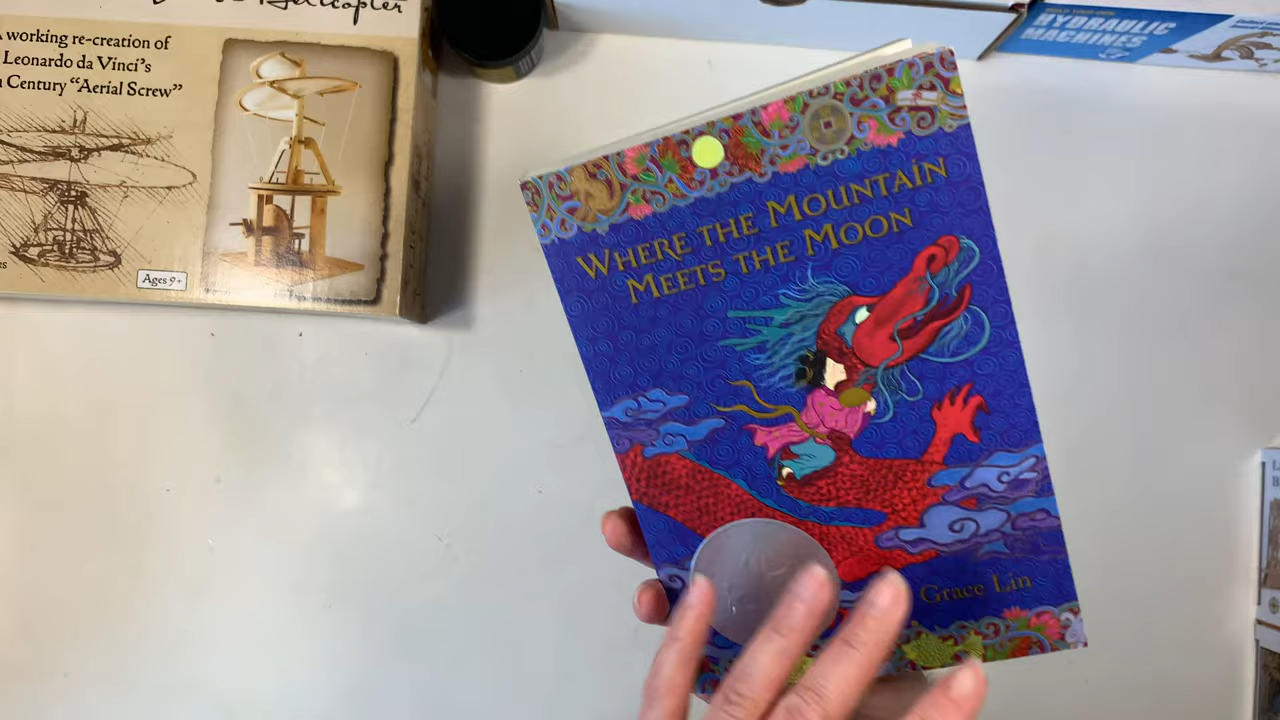 Helicopter
A working re-creation of
Leonardo da Vinci's
Century “Aerial Screw”
Ages 9+
HYDRAULIC
MACHINES
WHERE THE MOUNTAIN
MEETS THE MOON
Grace Lin